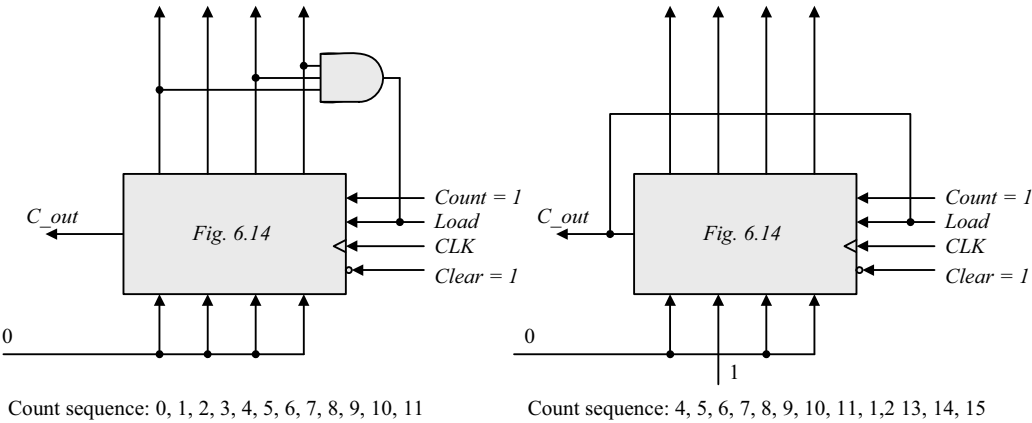 C_out
Fig. 6.14
Count = 1
Load
CLK
Clear = 1
0
Count sequence: 0, 1, 2, 3, 4, 5, 6, 7, 8, 9, 10, 11
C_out
Fig. 6.14
Count = 1
Load
CLK
Clear = 1
0
1
Count sequence: 4, 5, 6, 7, 8, 9, 10, 11, 1,2 13, 14, 15